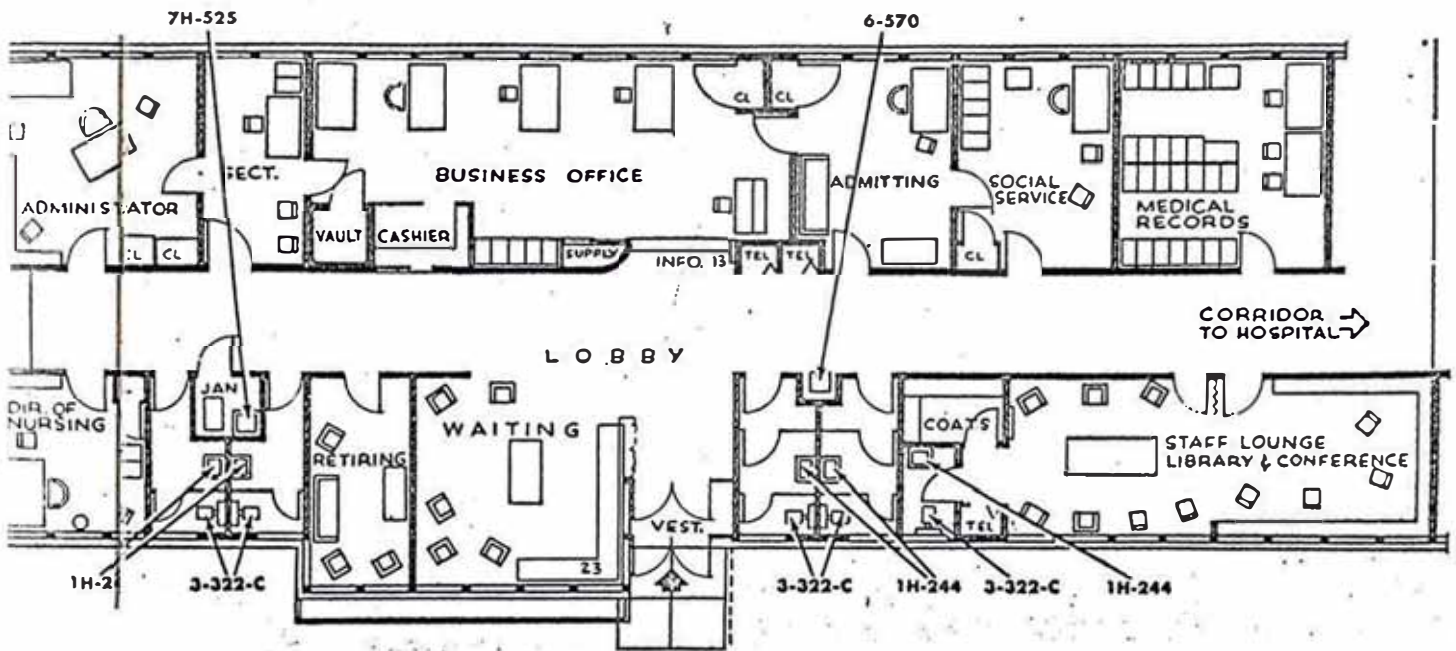 7H-525
6-570
CL
CL
SECT.
BUSINESS OFFICE
ADMITTING
SOCIAL
SERVICE
MEDICAL
RECORDS
ADMINISTRATOR
VAULT
CASHIER
CL
CL
SUPPLY
INFO. 13
TEL
TEL
CL
CORRIDOR
TO HOSPITAL
LOBBY
JAN
DIR. OF
NURSING
WAITING
RETIRING
COATS
STAFF LOUNGE
LIBRARY & CONFERENCE
VEST.
TEL
23
1H-2
3-322-C
3-322-C
1H-244
3-322-C
1H-244